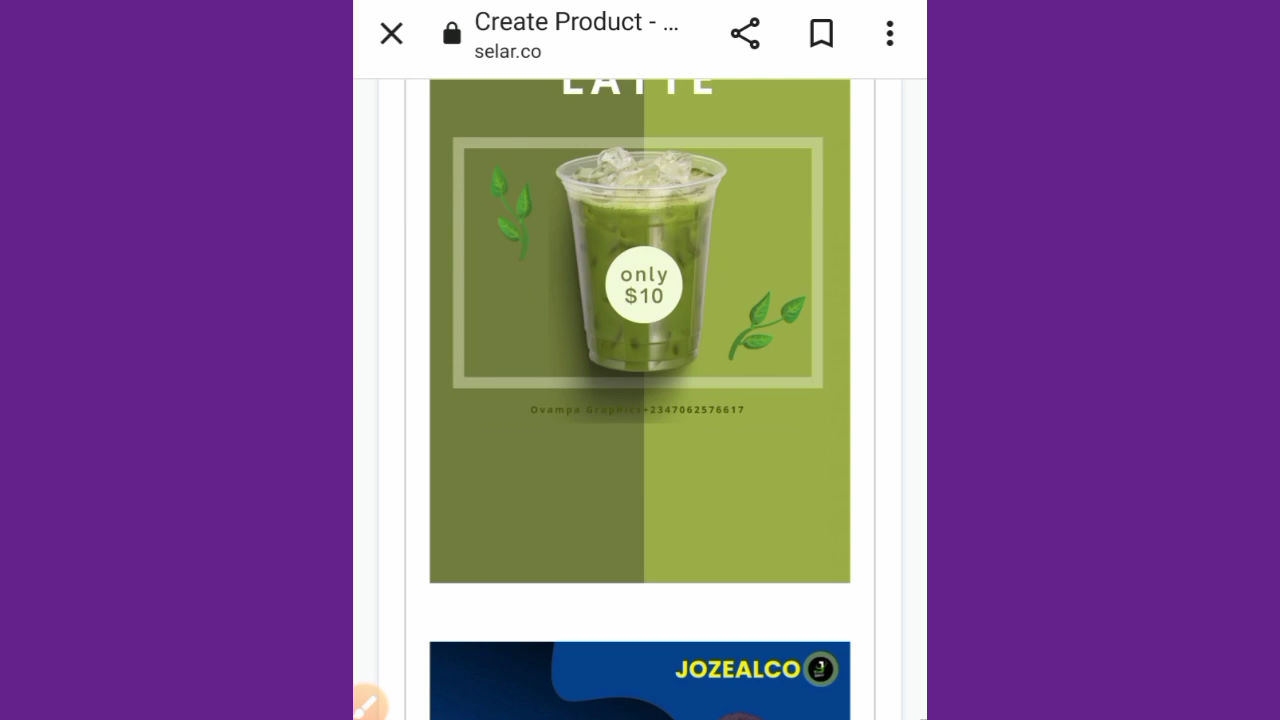 Create Product - ...
selar.co
LATTE
only
$10
Ovampa Graphics+2347062576617
JOZEALCO